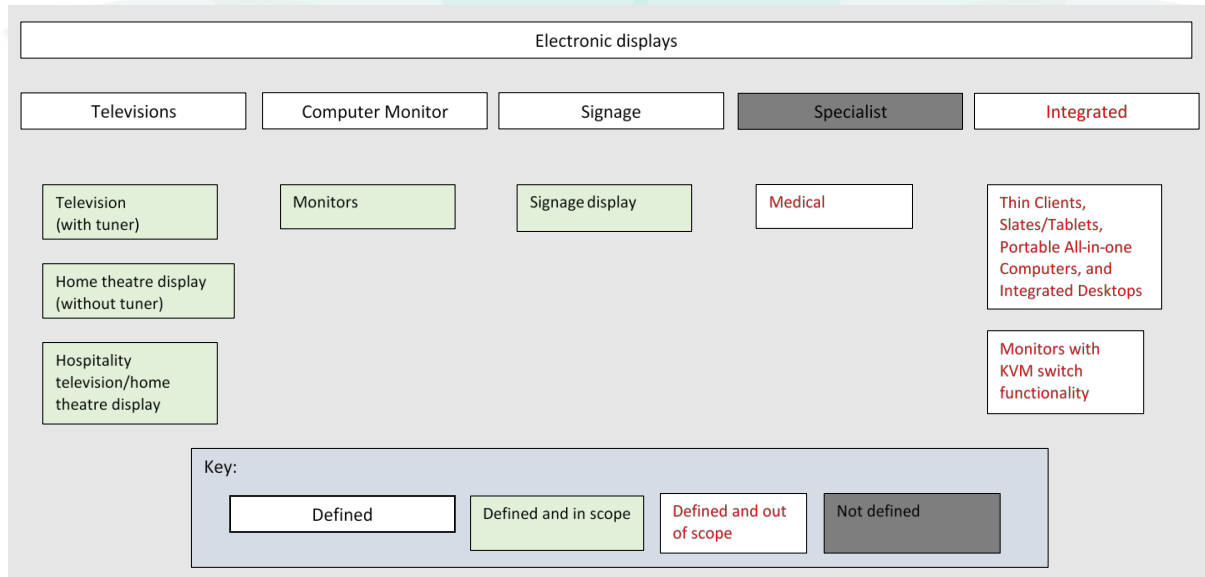 Electronic displays
Televisions
Computer Monitor
Signage
Specialist
Integrated
Television
(with tuner)
Home theatre display
(without tuner)
Hospitality
television/home
theatre display
Monitors
Signage display
Medical
Thin Clients,
Slates/Tablets,
Portable All-in-one
Computers, and
Integrated Desktops
Monitors with
KVM switch
functionality
Key:
Defined
Defined and in scope
Defined and out
of scope
Not defined